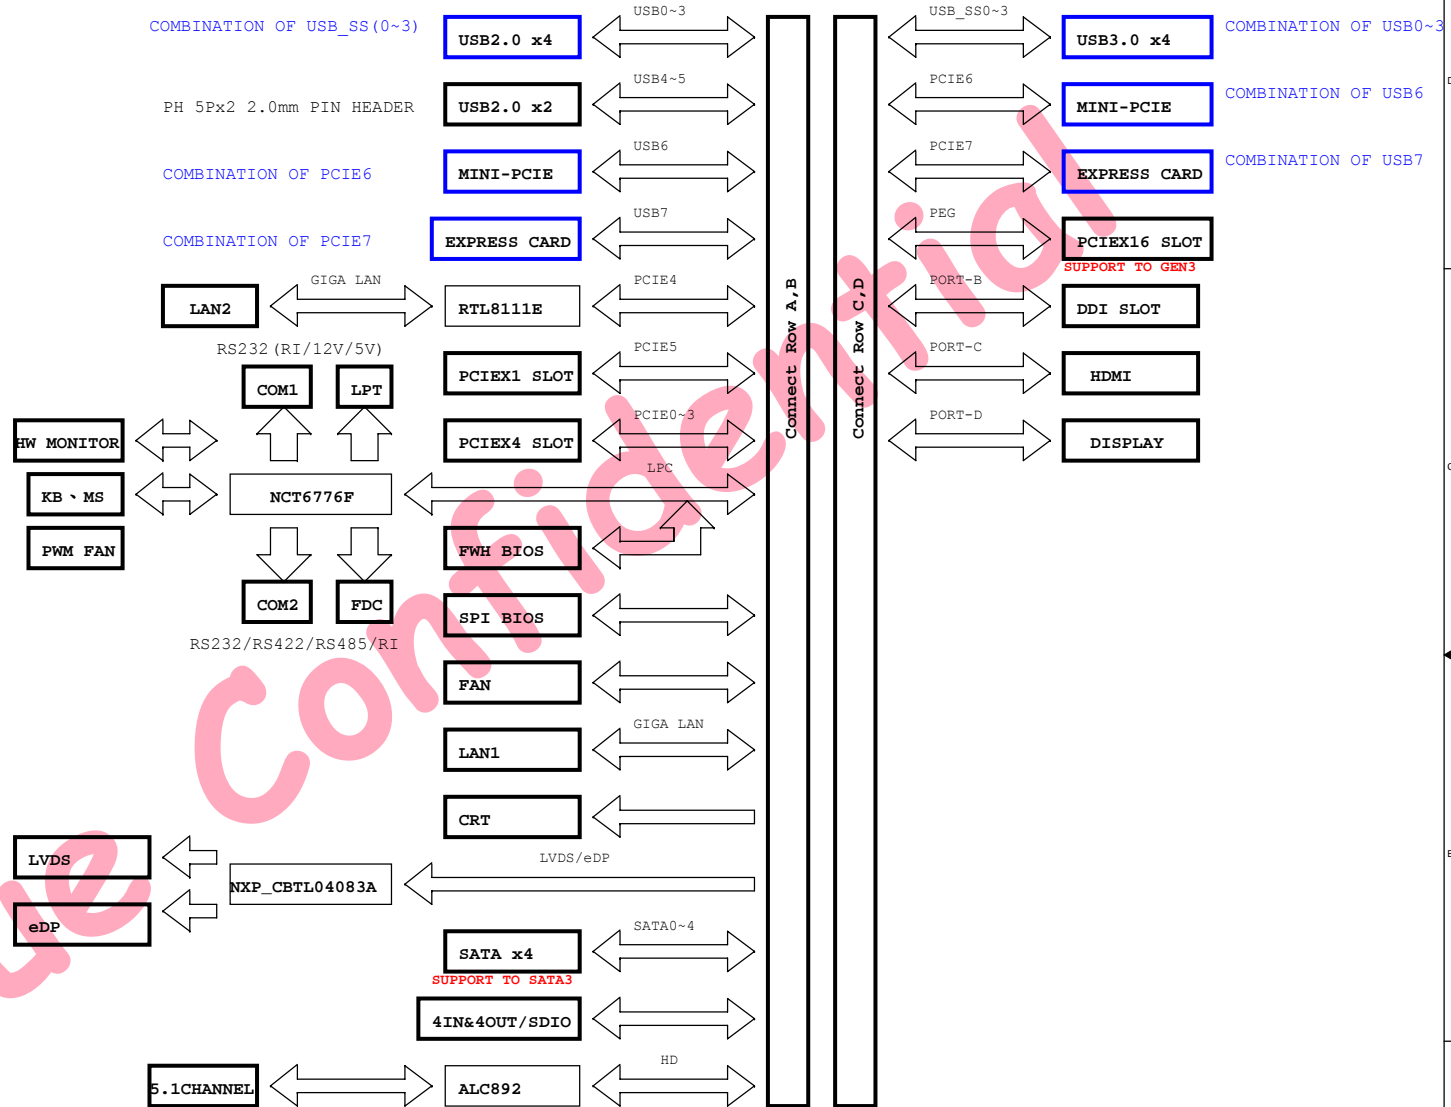 USB0~3
USB_SS0~3
COMBINATION OF USB_SS(0~3)
USB2.0 x4
USB3.0 x4
COMBINATION OF USB0~3
USB4~5
PCIE6
PH 5Px2 2.0mm PIN HEADER
USB2.0 x2
MINI-PCIE
COMBINATION OF USB6
USB6
PCIE7
COMBINATION OF PCIE6
MINI-PCIE
EXPRESS CARD
COMBINATION OF USB7
USB7
PEG
COMBINATION OF PCIE7
EXPRESS CARD
PCIEX16 SLOT
SUPPORT TO GEN3
GIGA LAN
PCIE4
PORT-B
LAN2
RTL8111E
DDI SLOT
Connect Row A,B
Connect Row C,D
RS232(RI/12V/5V)
PCIE5
PORT-C
COM1
LPT
PCIEX1 SLOT
HDMI
PCIE0~3
PORT-D
HW MONITOR
PCIEX4 SLOT
DISPLAY
LPC
KB、MS
NCT6776F
PWM FAN
FWH BIOS
COM2
FDC
SPI BIOS
RS232/RS422/RS485/RI
FAN
GIGA LAN
LAN1
CRT
LVDS
LVDS/eDP
NXP_CBTL04083A
eDP
SATA0~4
SATA x4
SUPPORT TO SATA3
4IN&4OUT/SDIO
HD
5.1CHANNEL
ALC892
ue Confidential